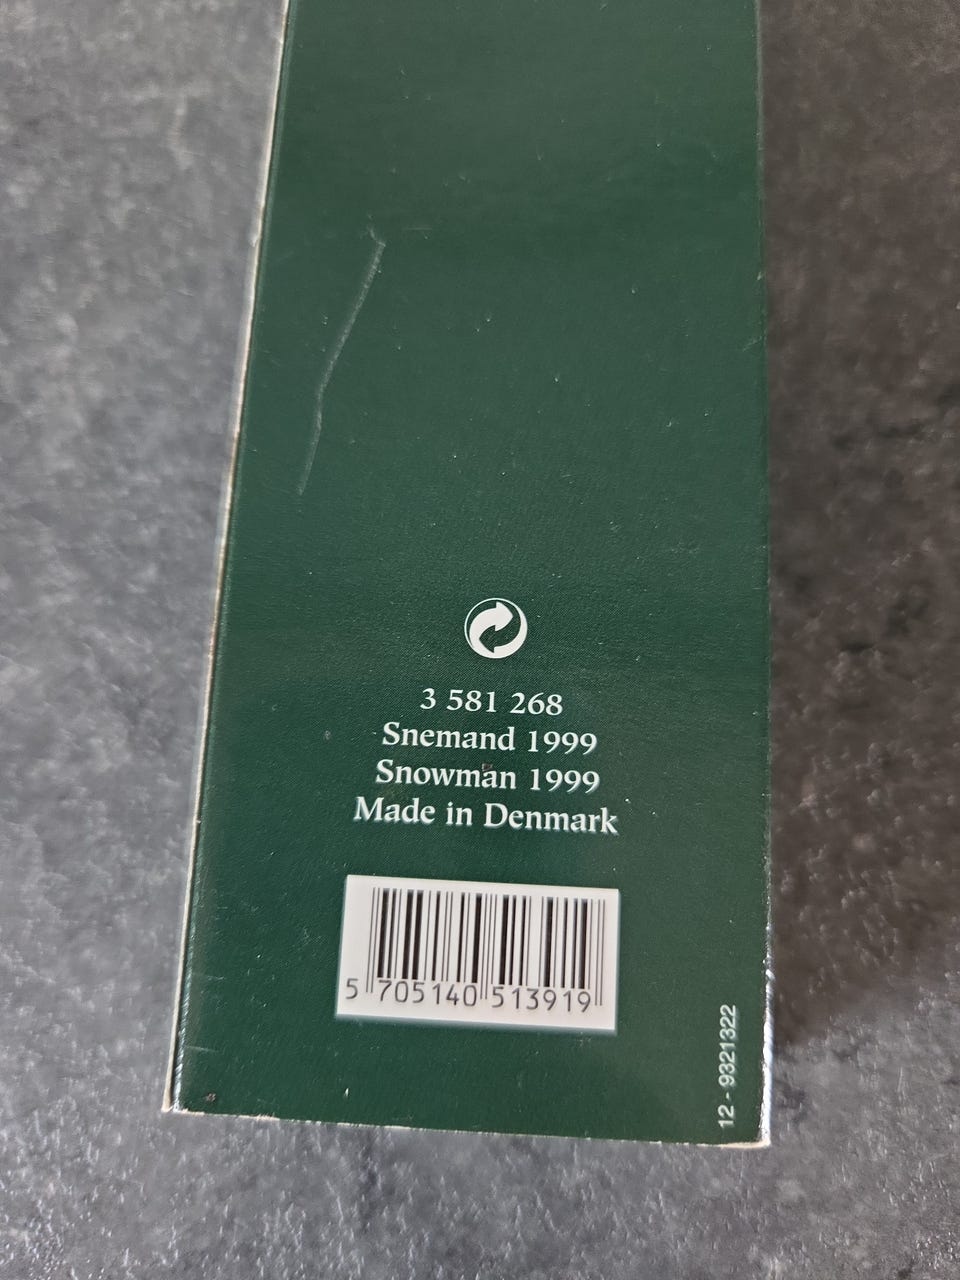 3 581 268
Snemand 1999
Snowman 1999
Made in Denmark
5 705140 513919
12 - 9321322